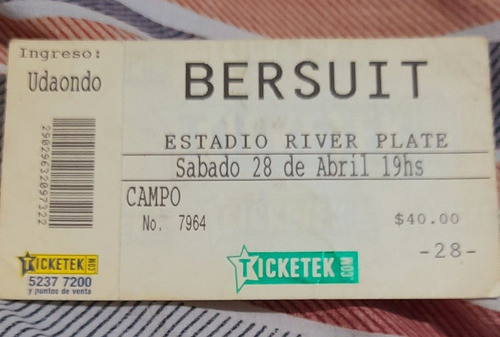 Ingreso:
Udaondo
BERSUIT
ESTADIO RIVER PLATE
Sabado 28 de Abril 19hs
CAMPO
No. 7964
$40.00
-28-
29029632097322
TICKETEK.COM
5237 7200
y puntos de venta
TICKETEK.COM